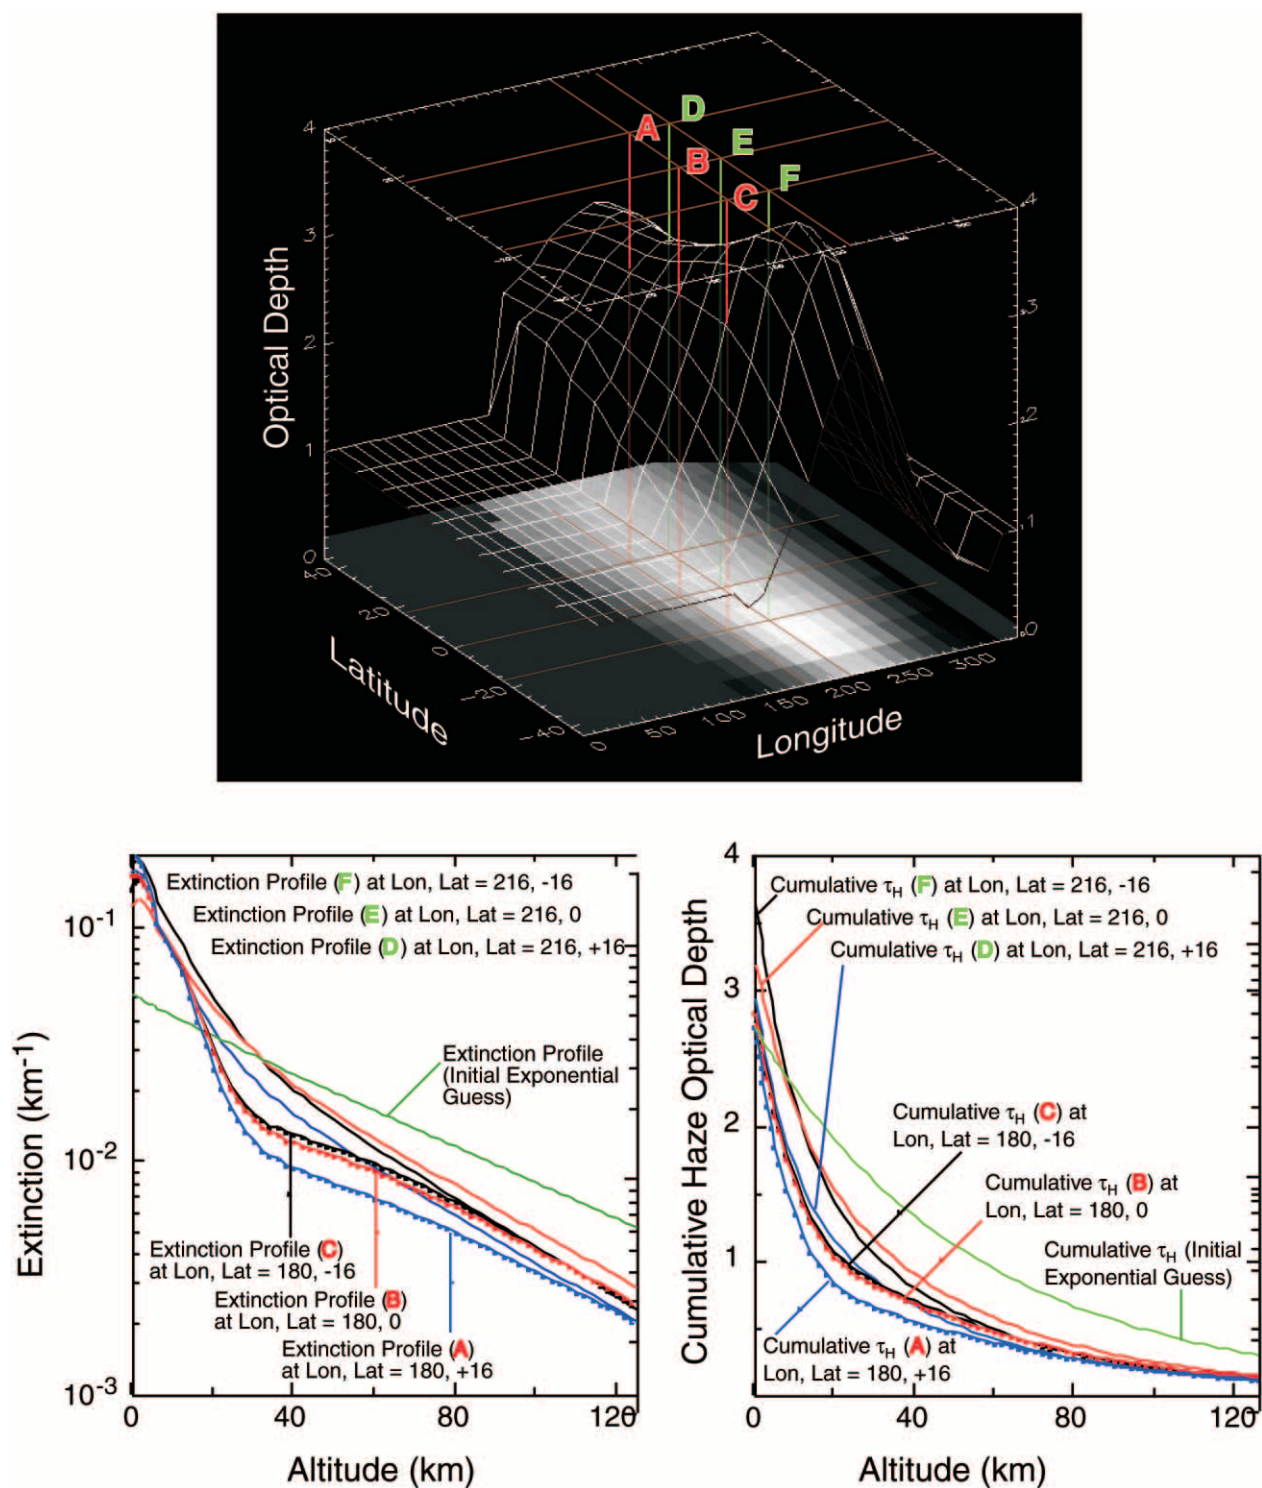 A
D
B
E
C
F
Optical Depth
4
3
2
1
0
4
3
2
1
0
40
20
0
-20
-40
Latitude
0
50
100
150
200
250
300
Longitude
Extinction Profile (F) at Lon, Lat = 216, -16
Extinction Profile (E) at Lon, Lat = 216, 0
Extinction Profile (D) at Lon, Lat = 216, +16
Extinction Profile
(Initial Exponential
Guess)
Extinction Profile (C)
at Lon, Lat = 180, -16
Extinction Profile (B)
at Lon, Lat = 180, 0
Extinction Profile (A)
at Lon, Lat = 180, +16
Extinction (km-1)
10-1
10-2
10-3
0
40
80
120
Altitude (km)
Cumulative τH (F) at Lon, Lat = 216, -16
Cumulative τH (E) at Lon, Lat = 216, 0
Cumulative τH (D) at Lon, Lat = 216, +16
Cumulative τH (C) at
Lon, Lat = 180, -16
Cumulative τH (B) at
Lon, Lat = 180, 0
Cumulative τH (Initial
Exponential Guess)
Cumulative τH (A) at
Lon, Lat = 180, +16
Cumulative Haze Optical Depth
4
3
2
1
0
40
80
120
Altitude (km)